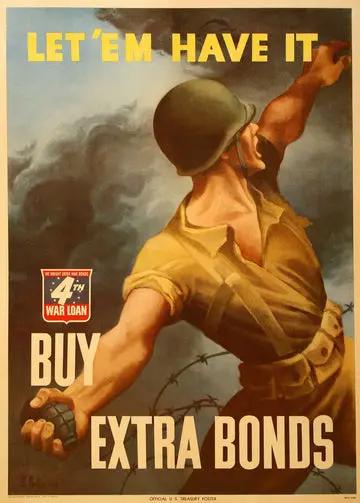 LET 'EM HAVE IT
WE BOUGHT EXTRA WAR BONDS
4TH
WAR LOAN
BUY
EXTRA BONDS
OFFICIAL U.S. TREASURY POSTER